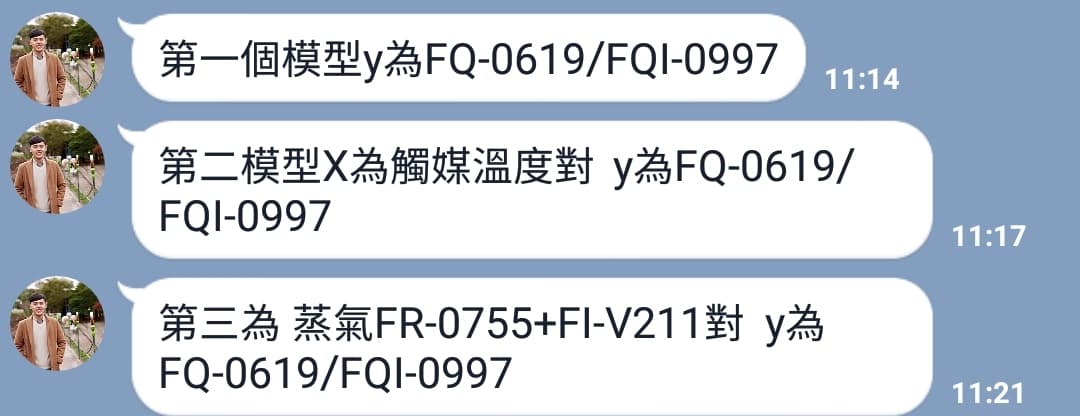 第一個模型y為FQ-0619/FQI-0997
11:14
第二模型X為觸媒溫度對 y為FQ-0619/
FQI-0997
11:17
第三為 蒸氣FR-0755+FI-V211對 y為
FQ-0619/FQI-0997
11:21